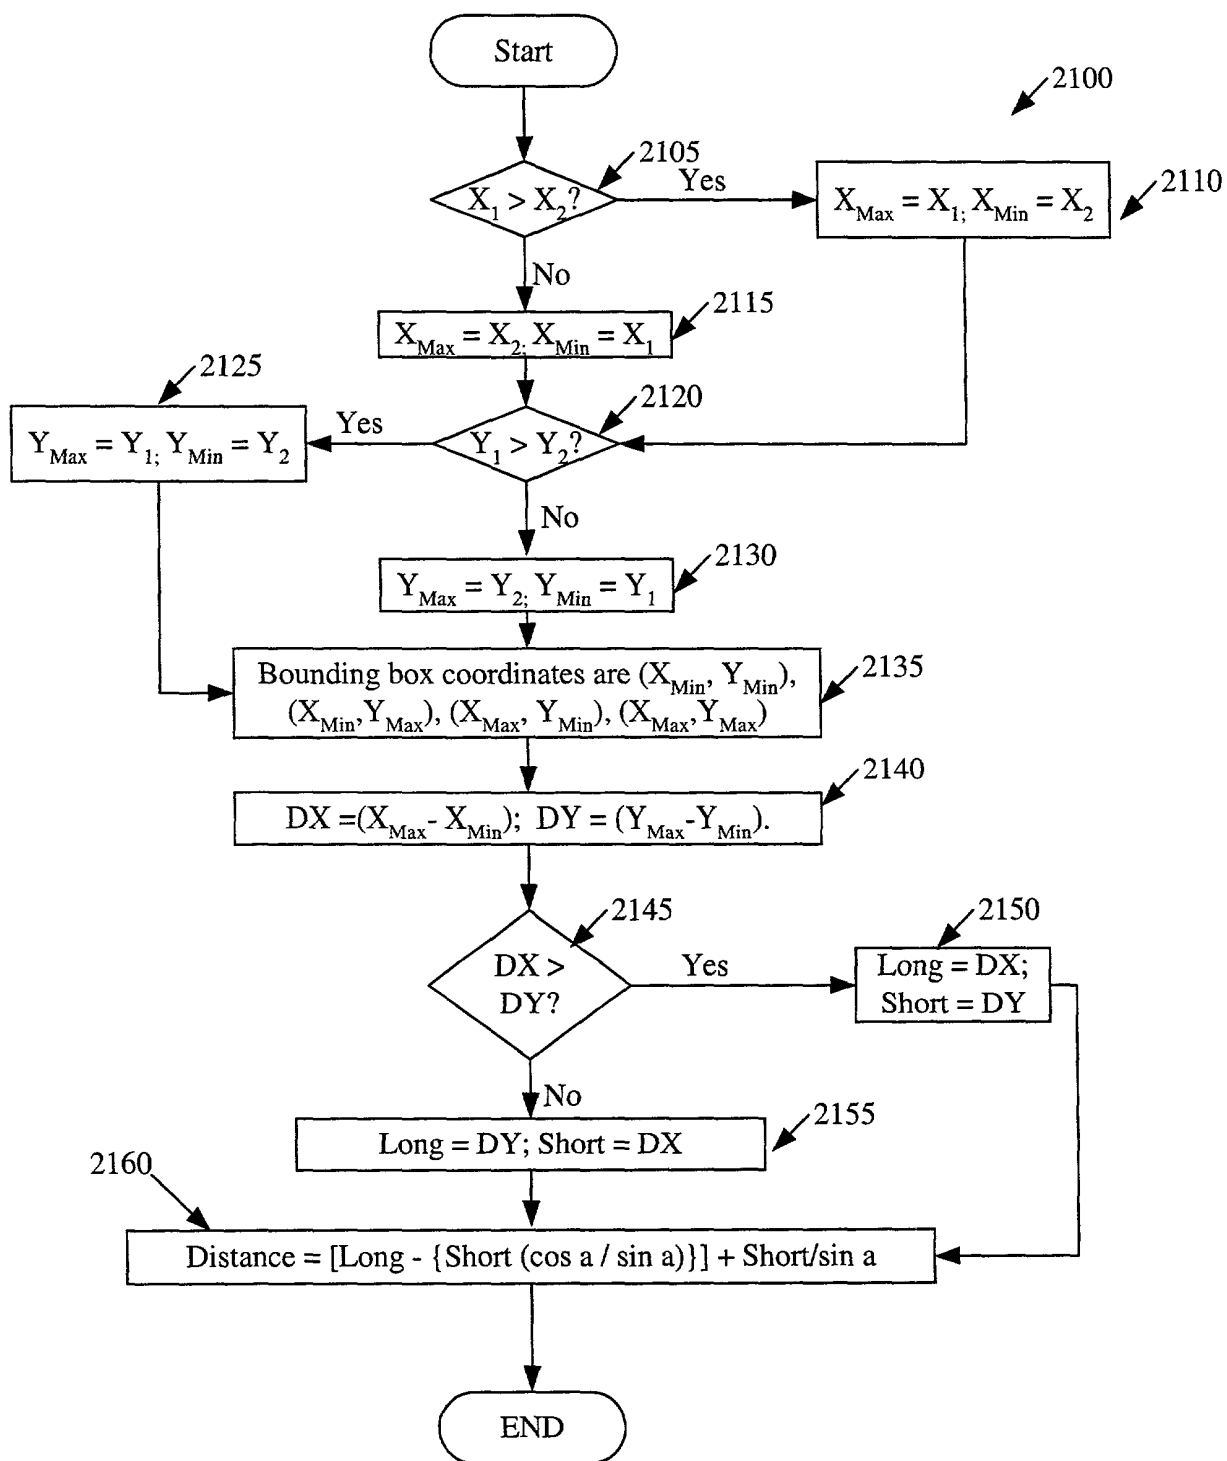 Start
2100
2105
X1 > X2?
Yes
XMax = X1; XMin = X2
2110
No
2115
XMax = X2; XMin = X1
2125
2120
YMax = Y1; YMin = Y2
Yes
Y1 > Y2?
No
2130
YMax = Y2; YMin = Y1
2135
Bounding box coordinates are (XMin, YMin),
(XMin,YMax), (XMax, YMin), (XMax,YMax)
2140
DX =(XMax- XMin); DY = (YMax-YMin).
2145
2150
DX >
DY?
Yes
Long = DX;
Short = DY
No
2155
Long = DY; Short = DX
2160
Distance = [Long - {Short (cos a / sin a)}] + Short/sin a
END